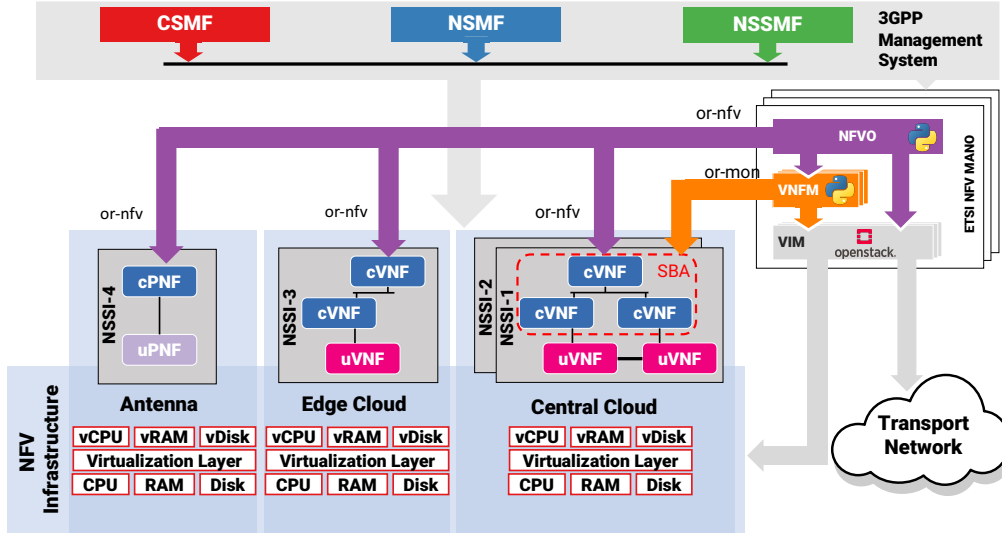 CSMF
NSMF
NSSMF
3GPP
Management
System
or-nfv
NFVO
or-mon
VNFM
VIM
openstack.
ETSI NFV MANO
or-nfv
or-nfv
or-nfv
NSSI-4
cPNF
uPNF
NSSI-3
cVNF
cVNF
uVNF
NSSI-2
NSSI-1
cVNF
SBA
cVNF
cVNF
uVNF
uVNF
NFV
Infrastructure
Antenna
vCPU vRAM vDisk
Virtualization Layer
CPU RAM Disk
Edge Cloud
vCPU vRAM vDisk
Virtualization Layer
CPU RAM Disk
Central Cloud
vCPU vRAM vDisk
Virtualization Layer
CPU RAM Disk
Transport
Network